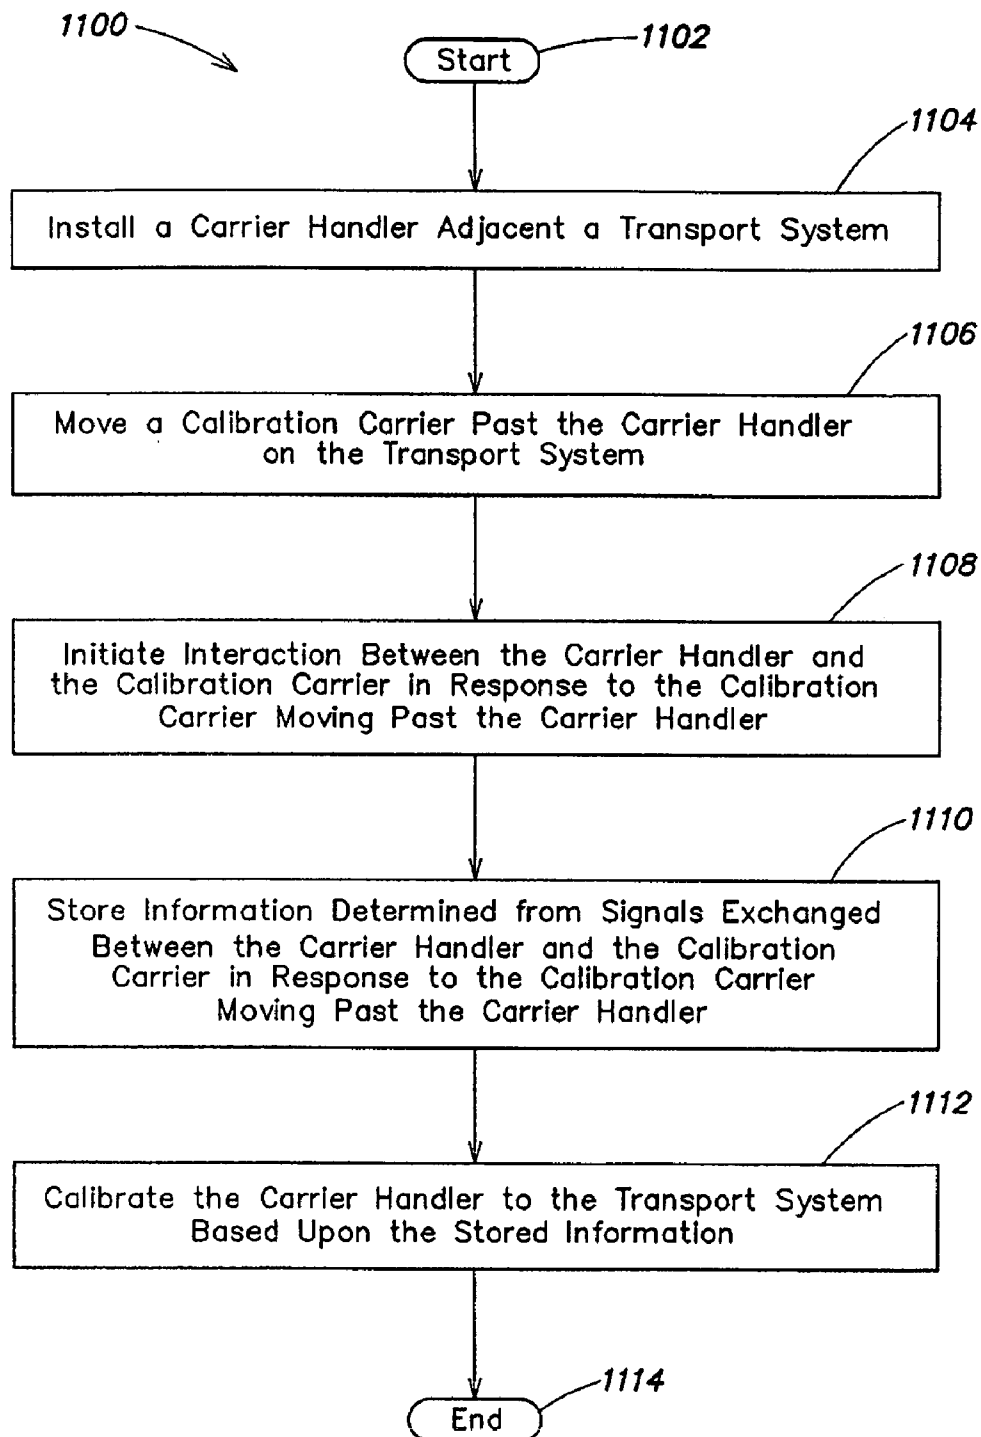 1100
Start
1102
1104
Install a Carrier Handler Adjacent a Transport System
1106
Move a Calibration Carrier Past the Carrier Handler
on the Transport System
1108
Initiate Interaction Between the Carrier Handler and
the Calibration Carrier in Response to the Calibration
Carrier Moving Past the Carrier Handler
1110
Store Information Determined from Signals Exchanged
Between the Carrier Handler and the Calibration
Carrier in Response to the Calibration Carrier
Moving Past the Carrier Handler
1112
Calibrate the Carrier Handler to the Transport System
Based Upon the Stored Information
1114
End